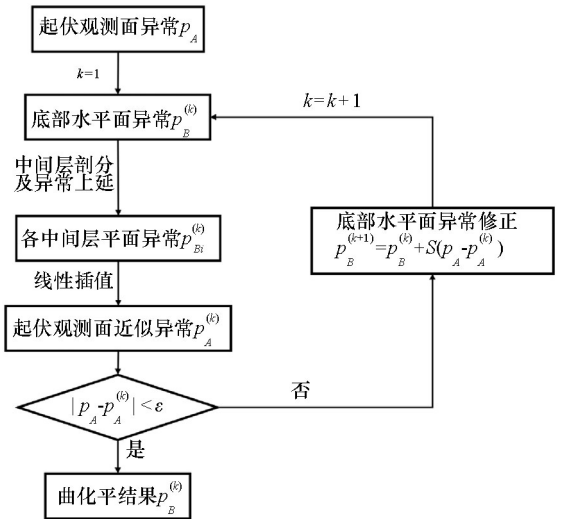 起伏观测面异常p_A
k=1
底部水平面异常p_B^(k)
k=k+1
中间层剖分
及异常上延
各中间层平面异常p_Bi^(k)
底部水平面异常修正
p_B^(k+1)=p_B^(k)+S(p_A-p_A^(k))
线性插值
起伏观测面近似异常p_A^(k)
|p_A-p_A^(k)|<ε
否
是
曲化平结果p_B^(k)